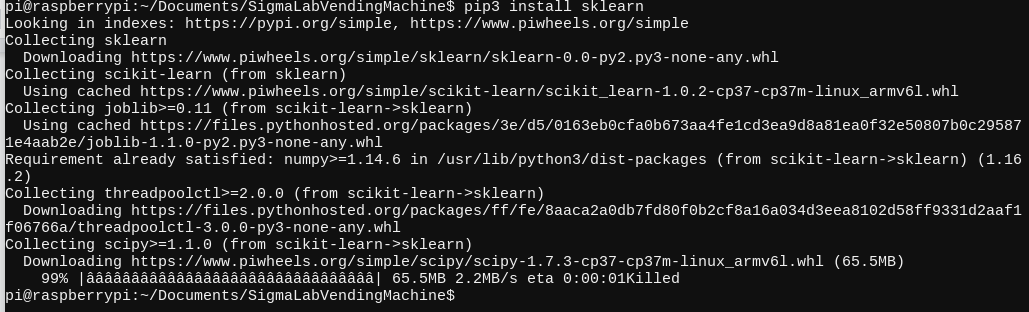 pi@raspberrypi:~/Documents/SigmaLabVendingMachine$ pip3 install sklearn
Looking in indexes: https://pypi.org/simple, https://www.piwheels.org/simple
Collecting sklearn
  Downloading https://www.piwheels.org/simple/sklearn/sklearn-0.0-py2.py3-none-any.whl
Collecting scikit-learn (from sklearn)
  Using cached https://www.piwheels.org/simple/scikit-learn/scikit_learn-1.0.2-cp37-cp37m-linux_armv6l.whl
Collecting joblib>=0.11 (from scikit-learn->sklearn)
  Using cached https://files.pythonhosted.org/packages/3e/d5/0163eb0cfa0b673aa4fe1cd3ea9d8a81ea0f32e50807b0c29587
1e4aab2e/joblib-1.1.0-py2.py3-none-any.whl
Requirement already satisfied: numpy>=1.14.6 in /usr/lib/python3/dist-packages (from scikit-learn->sklearn) (1.16
.2)
Collecting threadpoolctl>=2.0.0 (from scikit-learn->sklearn)
  Downloading https://files.pythonhosted.org/packages/ff/fe/8aaca2a0db7fd80f0b2cf8a16a034d3eea8102d58ff9331d2aaf1
f06766a/threadpoolctl-3.0.0-py3-none-any.whl
Collecting scipy>=1.1.0 (from scikit-learn->sklearn)
  Downloading https://www.piwheels.org/simple/scipy/scipy-1.7.3-cp37-cp37m-linux_armv6l.whl (65.5MB)
    99% |ââââââââââââââââââââââââââââââââ| 65.5MB 2.2MB/s eta 0:00:01Killed
pi@raspberrypi:~/Documents/SigmaLabVendingMachine$